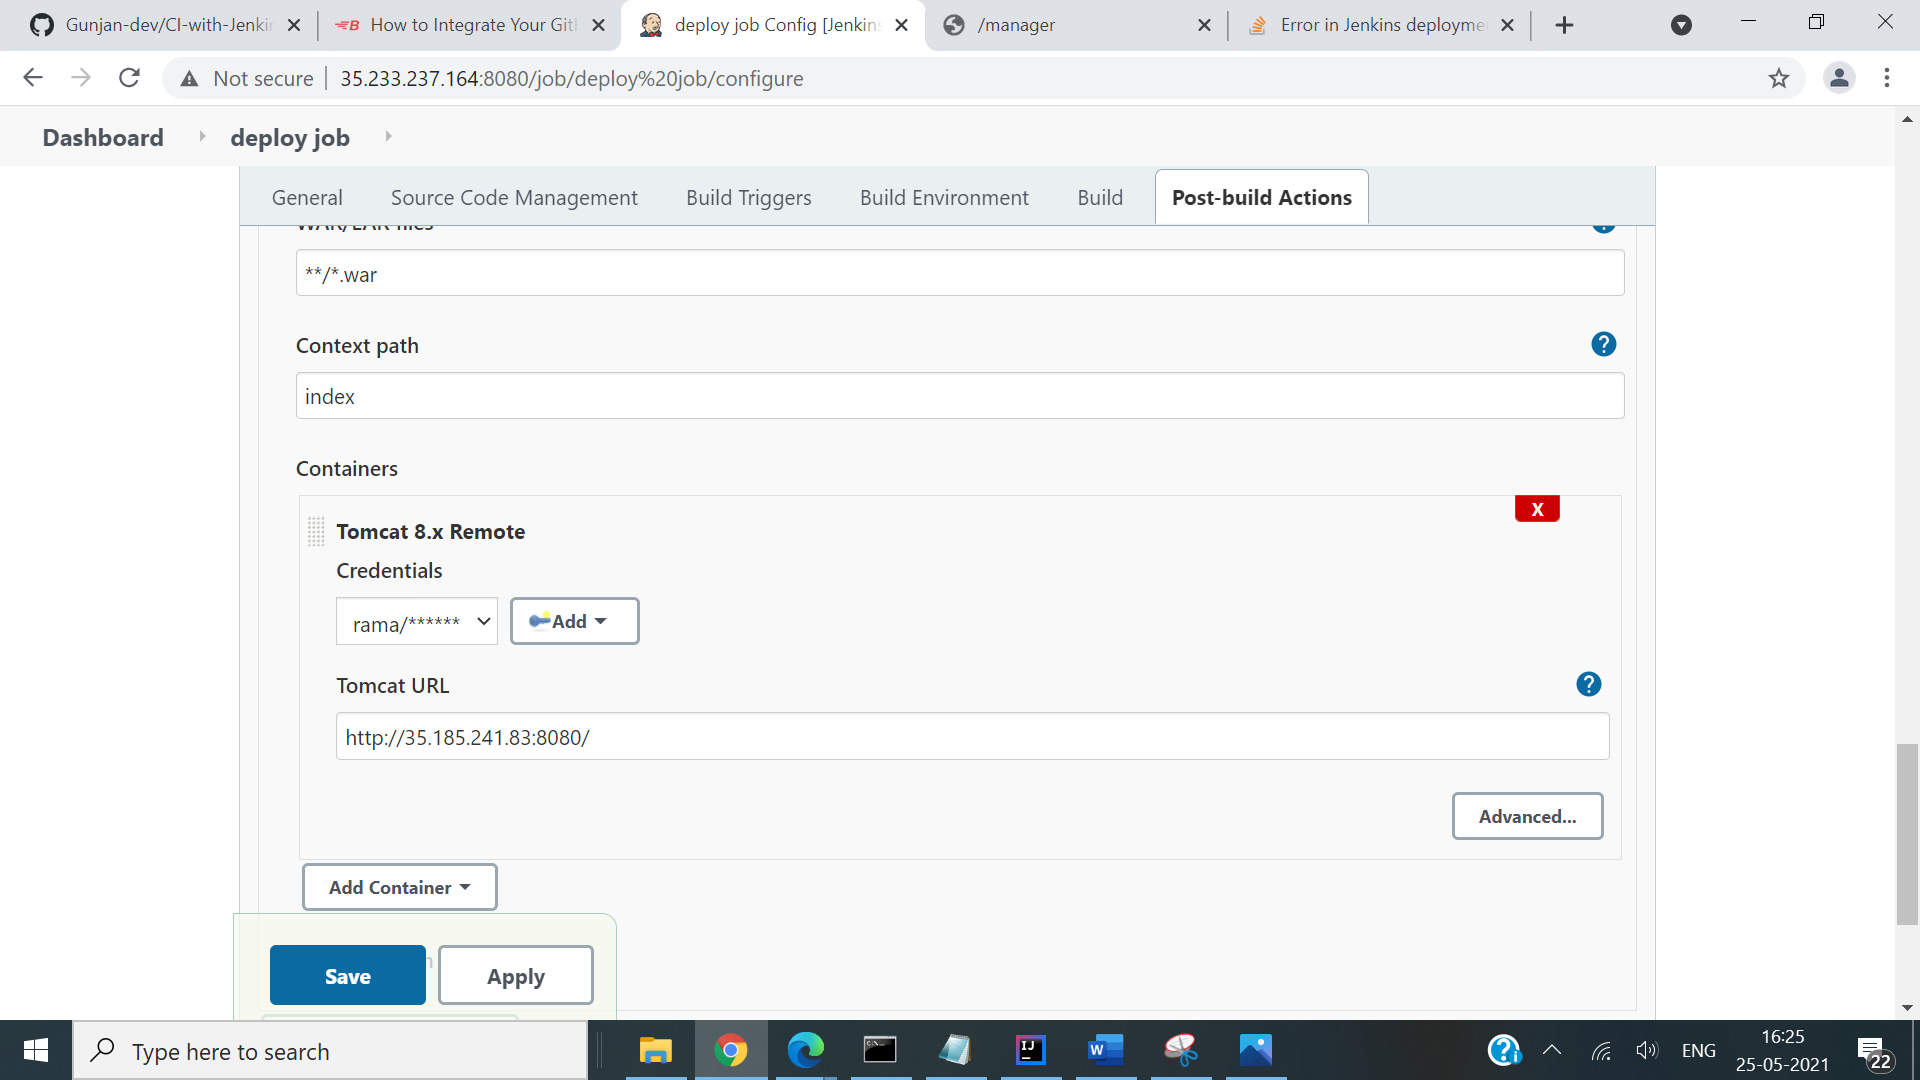 Gunjan-dev/CI-with-Jenkin
How to Integrate Your Git
deploy job Config [Jenkins
/manager
Error in Jenkins deployme
Not secure
35.233.237.164:8080/job/deploy%20job/configure
Dashboard
deploy job
General
Source Code Management
Build Triggers
Build Environment
Build
Post-build Actions
WAR/EAR files
**/*.war
Context path
?
index
Containers
X
Tomcat 8.x Remote
Credentials
rama/******
Add
Tomcat URL
?
http://35.185.241.83:8080/
Advanced...
Add Container
Save
Apply
Type here to search
ENG
16:25
25-05-2021
22